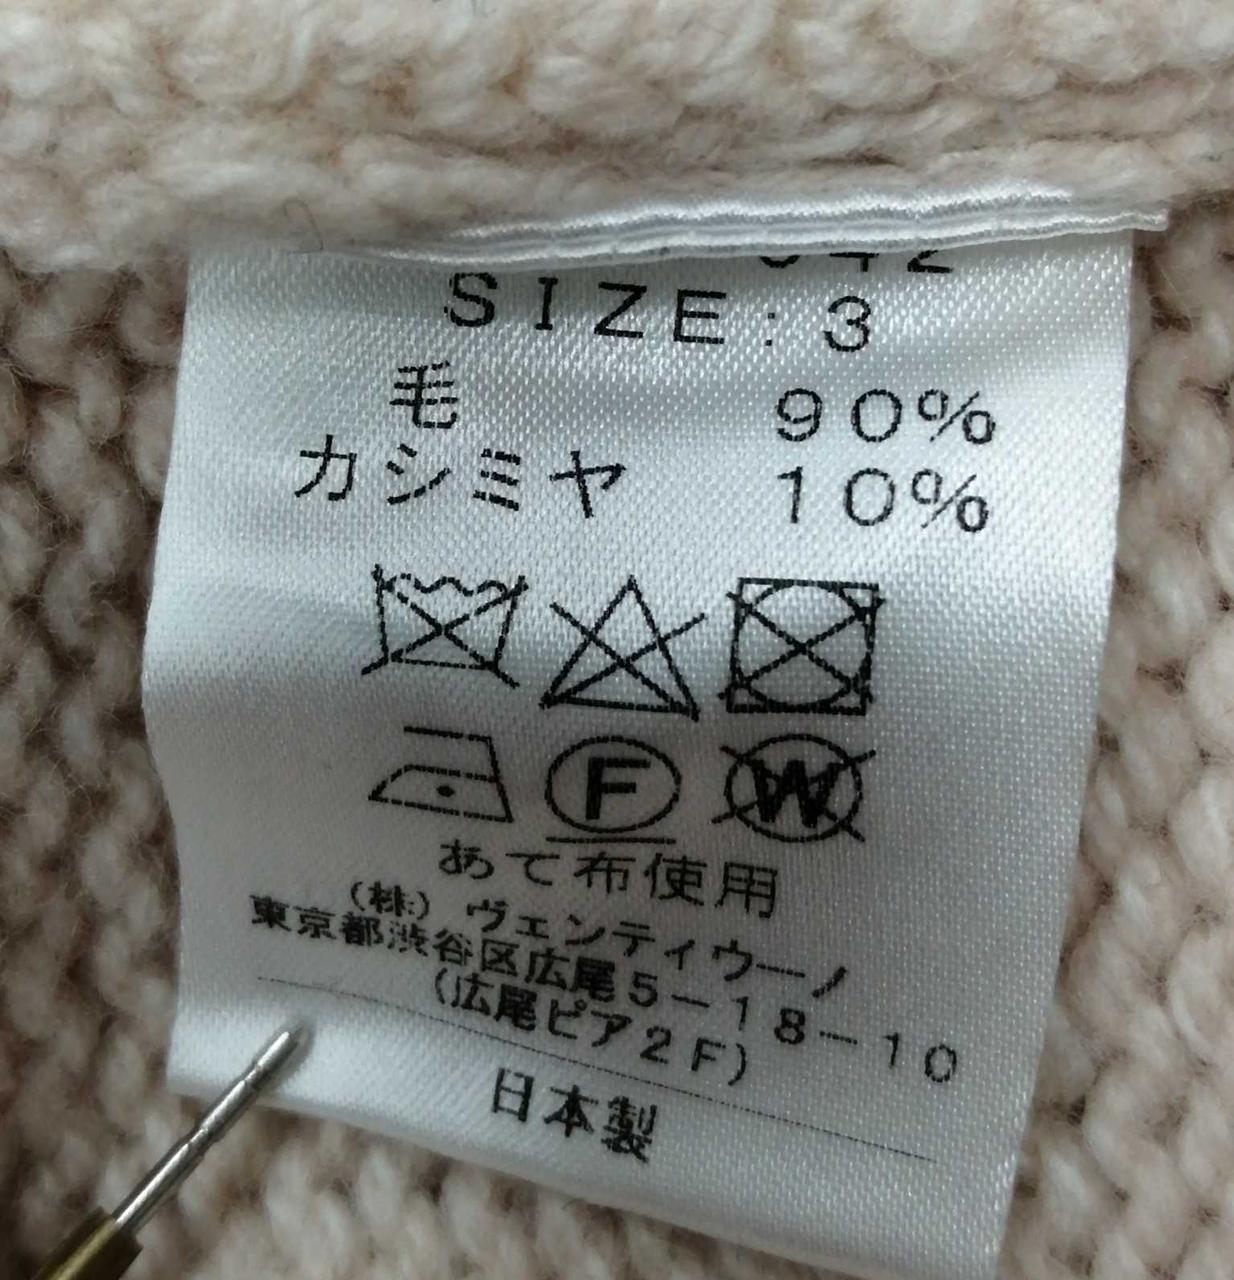 SIZE:3
毛 90%
カシミヤ 10%
F W
あて布使用
(株) ヴェンティウーノ
東京都渋谷区広尾5-18-10
(広尾ピア2F)
日本製